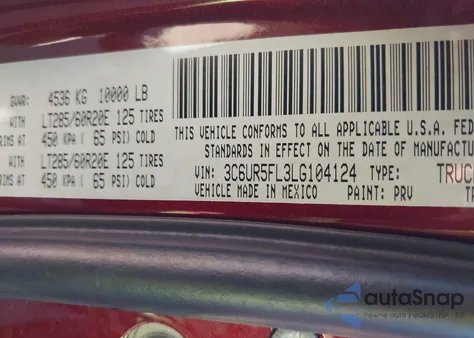 GVWR: 4536 KG 10000 LB
WITH LT285/60R20E 125 TIRES
RIMS AT 450 KPA ( 65 PSI) COLD
WITH LT285/60R20E 125 TIRES
RIMS AT 450 KPA ( 65 PSI) COLD
THIS VEHICLE CONFORMS TO ALL APPLICABLE U.S.A. FED
STANDARDS IN EFFECT ON THE DATE OF MANUFACTU
VIN: 3C6UR5FL3LG104124 TYPE: TRUC
VEHICLE MADE IN MEXICO PAINT: PRV
autoSnap